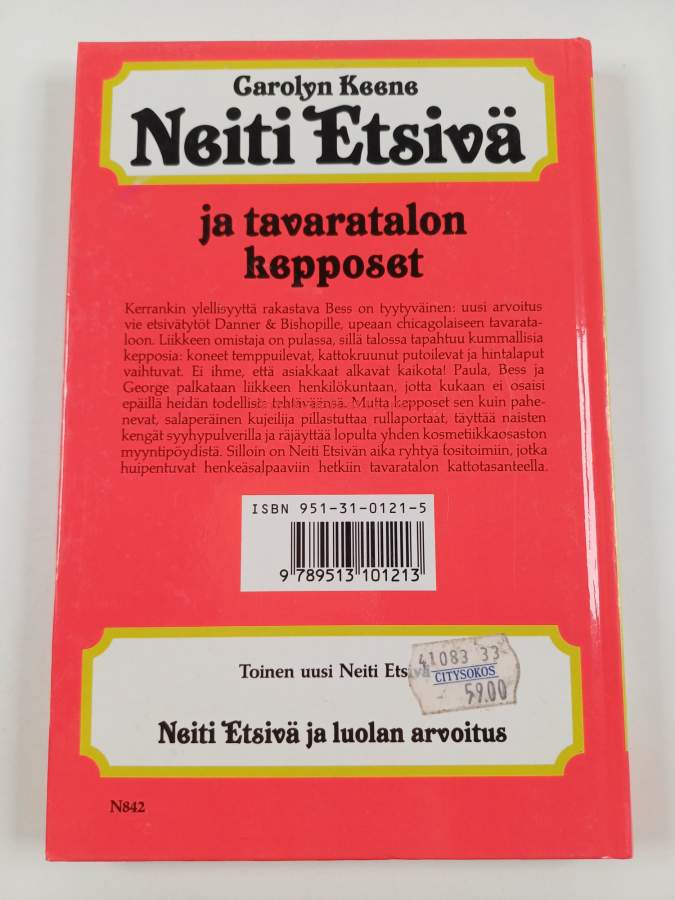 Carolyn Keene
Neiti Etsivä
ja tavaratalon
kepposet
Kerrankin ylellisyyttä rakastava Bess on tyytyväinen: uusi arvoitus
vie etsivätytöt Danner & Bishopille, upeaan chicagolaiseen tavarata-
loon. Liikkeen omistaja on pulassa, sillä talossa tapahtuu kummallisia
kepposia: koneet temppuilevat, kattokruunut putoilevat ja hintalaput
vaihtuvat. Ei ihme, että asiakkaat alkavat kaikota! Paula, Bess ja
George palkataan liikkeen henkilökuntaan, jotta kukaan ei osaisi
epäillä heidän todellista tehtäväänsä. Mutta kepposet sen kuin pahe-
nevat, salaperäinen kujeilija pillastuttaa rullaportaat, täyttää naisten
kengät syyhypulverilla ja räjäyttää lopulta yhden kosmetiikkaosaston
myyntipöydistä. Silloin on Neiti Etsivän aika ryhtyä tositoimiin, jotka
huipentuvat henkeäsalpaaviin hetkiin tavaratalon kattotasanteella.
ISBN 951-31-0121-5
9 789513 101213
Toinen uusi Neiti Etsivä
41083 33
CITYSOKOS
59.00
Neiti Etsivä ja luolan arvoitus
N842